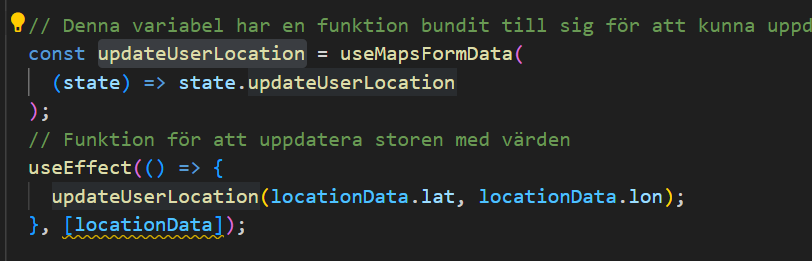 // Denna variabel har en funktion bundit till sig för att kunna
const updateUserLocation = useMapsFormData(
(state) => state.updateUserLocation
);
// Funktion för att uppdatera storen med värden
useEffect(() => {
updateUserLocation(locationData.lat, locationData.lon);
}, [locationData]);